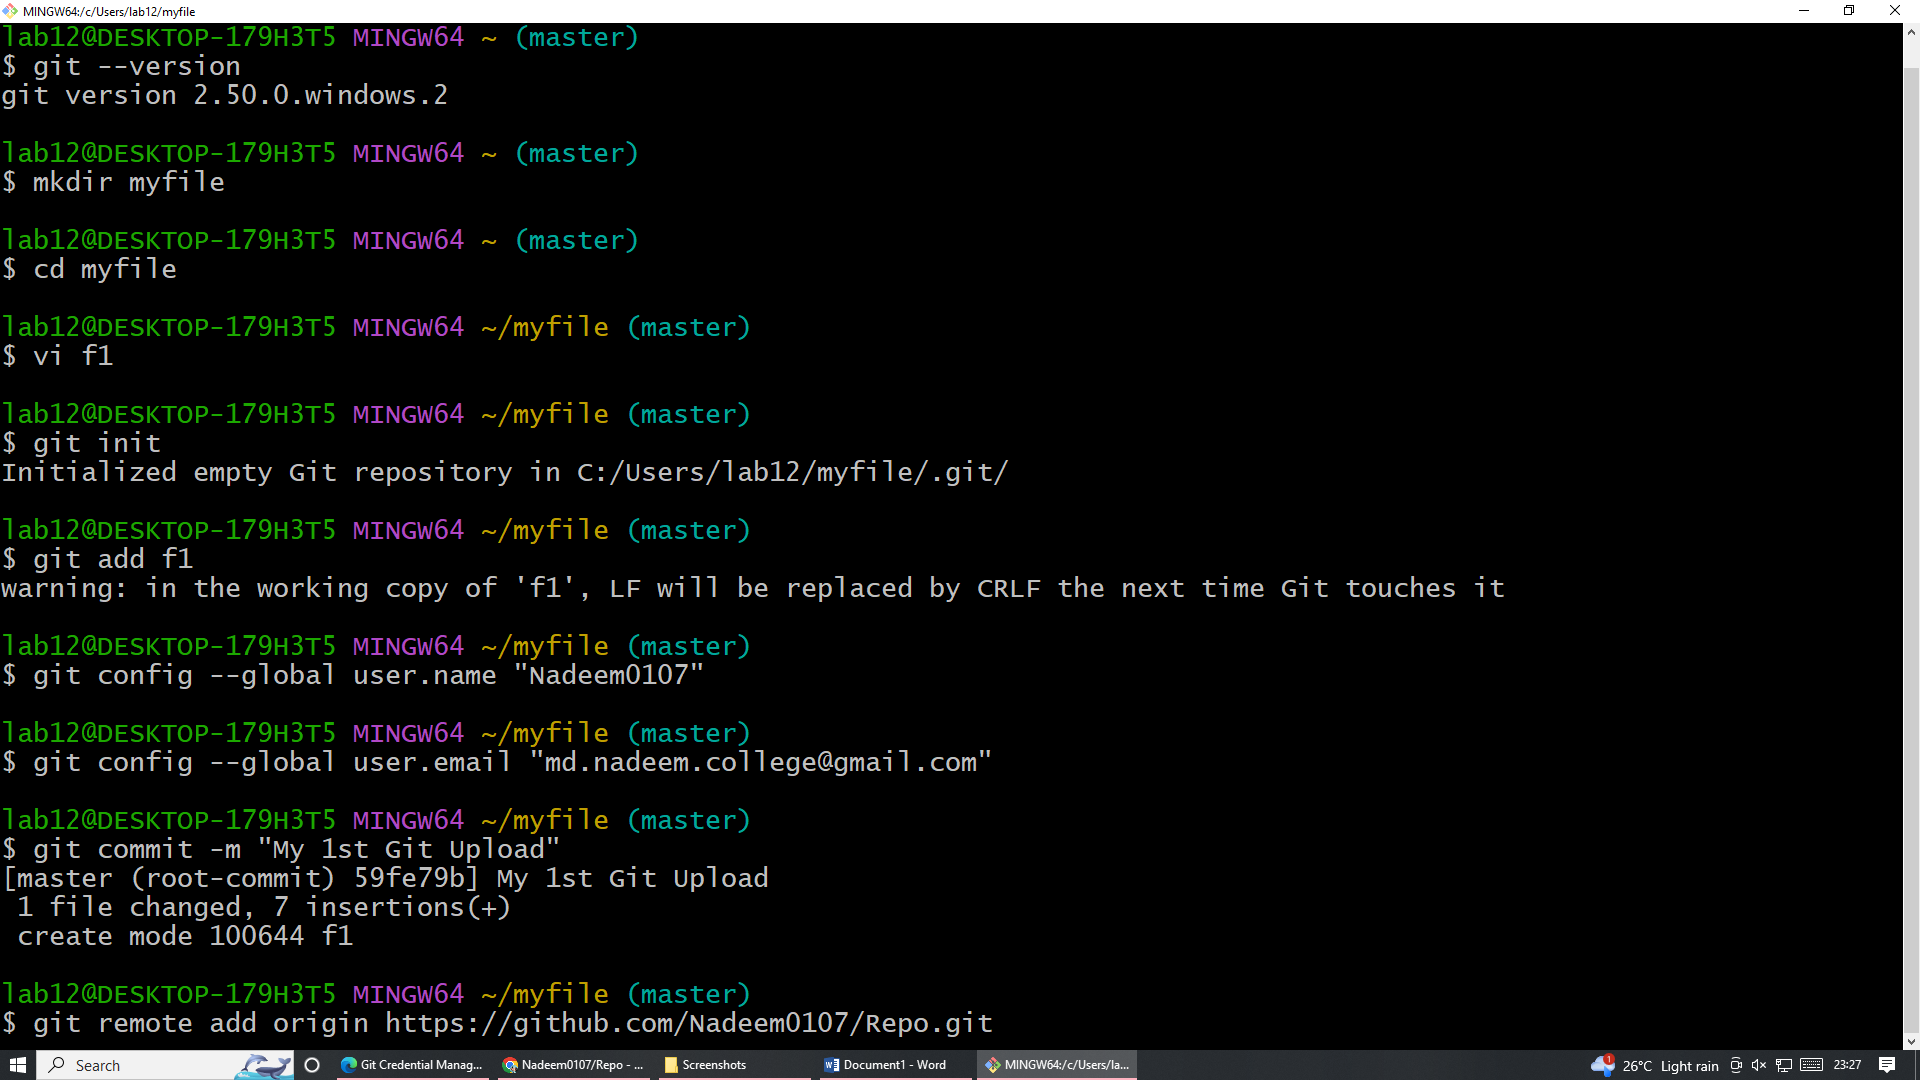 MINGW64:/c/Users/lab12/myfile
lab12@DESKTOP-179H3T5 MINGW64 ~ (master)
$ git --version
git version 2.50.0.windows.2
lab12@DESKTOP-179H3T5 MINGW64 ~ (master)
$ mkdir myfile
lab12@DESKTOP-179H3T5 MINGW64 ~ (master)
$ cd myfile
lab12@DESKTOP-179H3T5 MINGW64 ~/myfile (master)
$ vi f1
lab12@DESKTOP-179H3T5 MINGW64 ~/myfile (master)
$ git init
Initialized empty Git repository in C:/Users/lab12/myfile/.git/
lab12@DESKTOP-179H3T5 MINGW64 ~/myfile (master)
$ git add f1
warning: in the working copy of 'f1', LF will be replaced by CRLF the next time Git touches it
lab12@DESKTOP-179H3T5 MINGW64 ~/myfile (master)
$ git config --global user.name "Nadeem0107"
lab12@DESKTOP-179H3T5 MINGW64 ~/myfile (master)
$ git config --global user.email "md.nadeem.college@gmail.com"
lab12@DESKTOP-179H3T5 MINGW64 ~/myfile (master)
$ git commit -m "My 1st Git Upload"
[master (root-commit) 59fe79b] My 1st Git Upload
 1 file changed, 7 insertions(+)
 create mode 100644 f1
lab12@DESKTOP-179H3T5 MINGW64 ~/myfile (master)
$ git remote add origin https://github.com/Nadeem0107/Repo.git
Search Git Credential Manag... Nadeem0107/Repo - ... Screenshots Document1 - Word MINGW64:/c/Users/la... 1 26°C Light rain 23:27